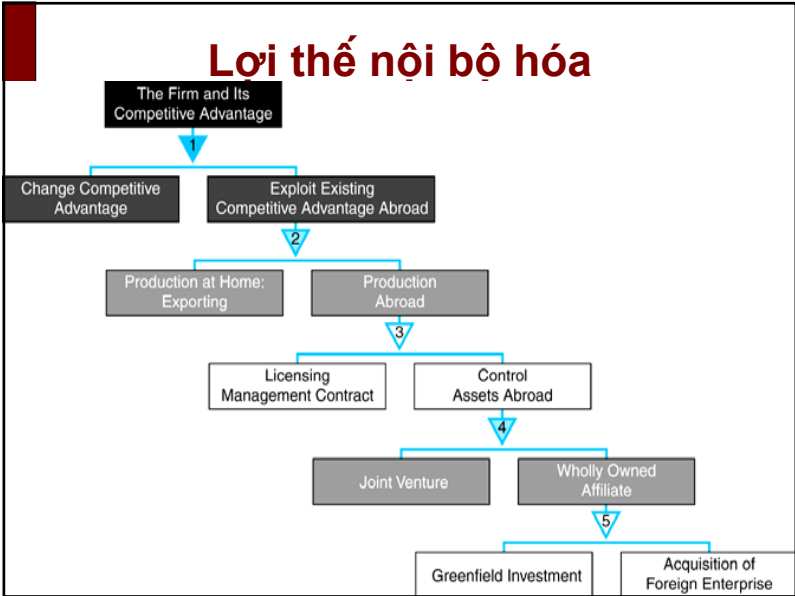 Lợi thế nội bộ hóa
The Firm and Its
Competitive Advantage
1
Change Competitive
Advantage
Exploit Existing
Competitive Advantage Abroad
2
Production at Home:
Exporting
Production
Abroad
3
Licensing
Management Contract
Control
Assets Abroad
4
Joint Venture
Wholly Owned
Affiliate
5
Greenfield Investment
Acquisition of
Foreign Enterprise